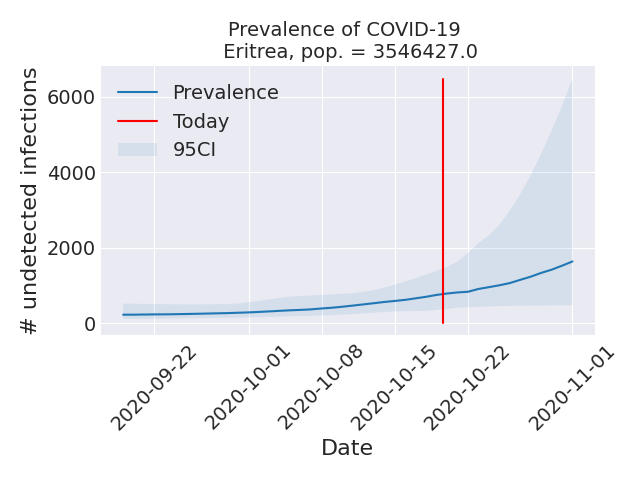 Prevalence of COVID-19
Eritrea, pop. = 3546427.0
# undetected infections
6000
4000
2000
0
Prevalence
Today
95CI
2020-09-22
2020-10-01
2020-10-08
2020-10-15
2020-10-22
2020-11-01
Date